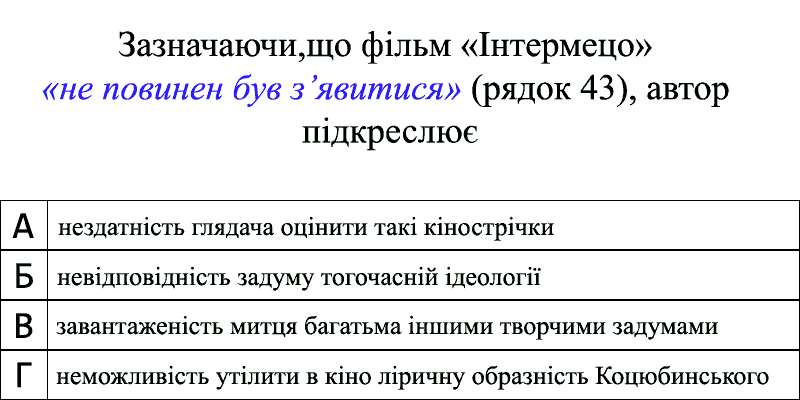 Зазначаючи,що фільм «Інтермецо»
«не повинен був з’явитися» (рядок 43), автор
підкреслює
А нездатність глядача оцінити такі кінострічки
Б невідповідність задуму тогочасній ідеології
В завантаженість митця багатьма іншими творчими задумами
Г неможливість утілити в кіно ліричну образність Коцюбинського